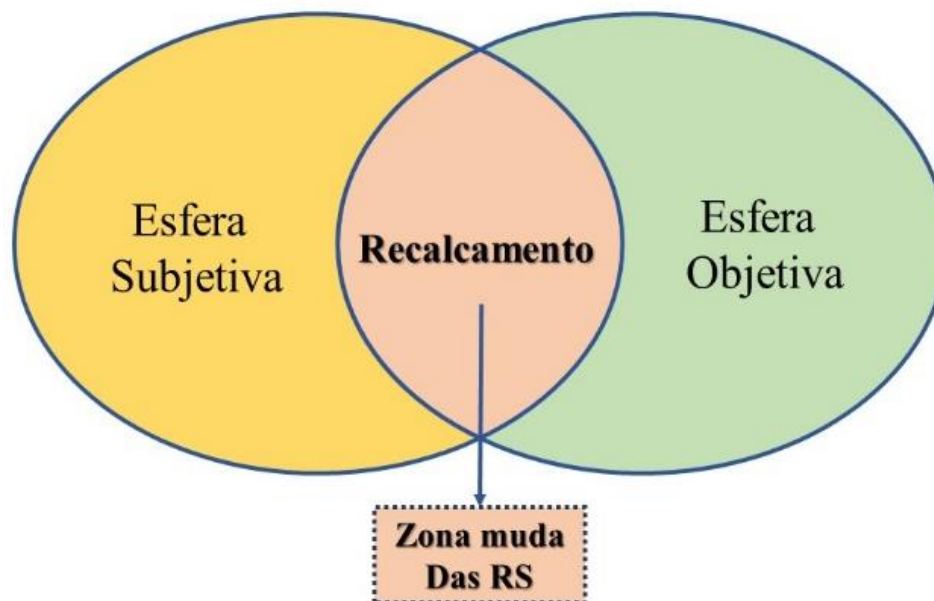 Esfera
Subjetiva
Recalcamento
Esfera
Objetiva
Zona muda
Das RS